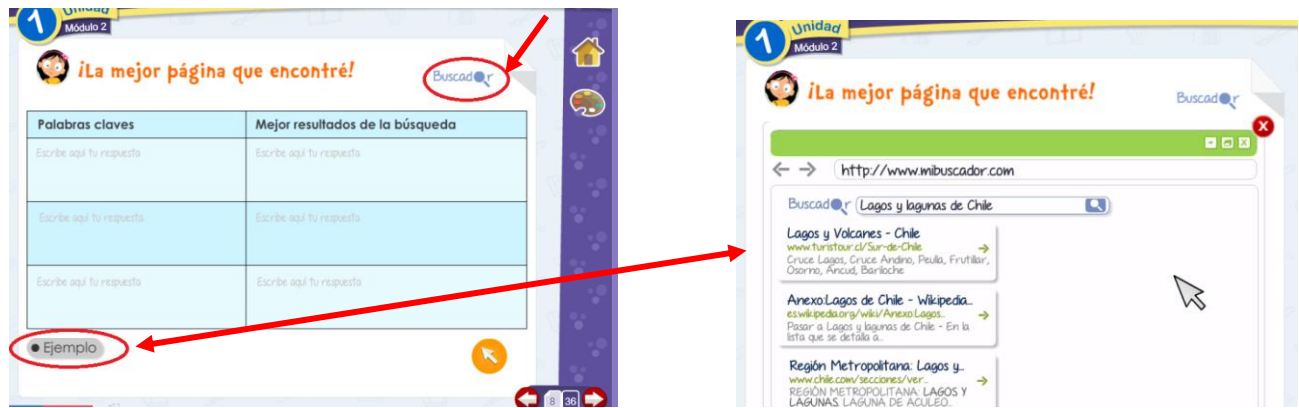 1
Unidad
Módulo 2
¡La mejor página que encontré!
Buscador
Palabras claves
Mejor resultados de la búsqueda
Escribe aquí tu respuesta
Escribe aquí tu respuesta
Escribe aquí tu respuesta
Escribe aquí tu respuesta
Escribe aquí tu respuesta
Escribe aquí tu respuesta
• Ejemplo
8 36
1
Unidad
Módulo 2
¡La mejor página que encontré!
Buscador
X
http://www.mibuscador.com
Buscador Lagos y lagunas de Chile
Lagos y Volcanes - Chile
www.turistour.cl/Sur-de-Chile
Cruce Lagos, Cruce Andino, Peulla, Frutillar,
Osorno, Ancud, Bariloche
Anexo:Lagos de Chile - Wikipedia...
es.wikipedia.org/wiki/Anexo:Lagos..
Pasar a Lagos y lagunas de Chile - En la
lista que se detalla a...
Región Metropolitana: Lagos y...
www.chile.com/secciones/ver...
REGIÓN METROPOLITANA: LAGOS Y
LAGUNAS. LAGUNA DE ACULEO...